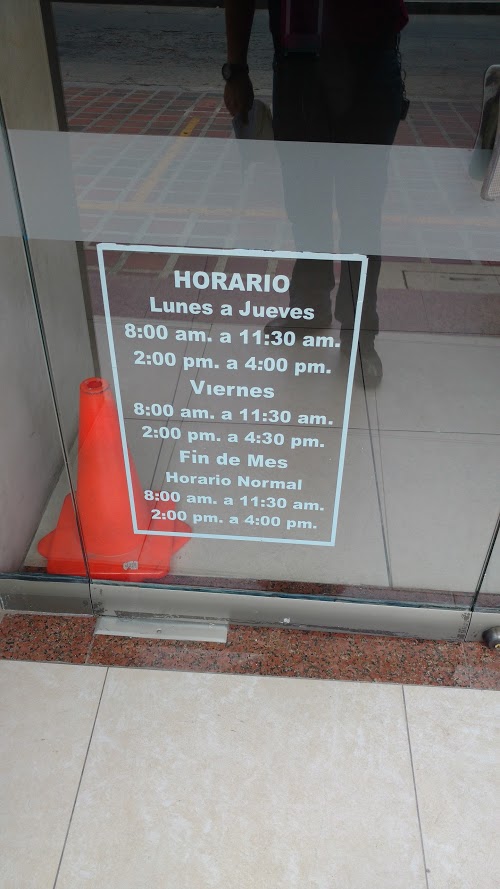 HORARIO
Lunes a Jueves
8:00 am. a 11:30 am.
2:00 pm. a 4:00 pm.
Viernes
8:00 am. a 11:30 am.
2:00 pm. a 4:30 pm.
Fin de Mes
Horario Normal
8:00 am. a 11:30 am.
2:00 pm. a 4:00 pm.